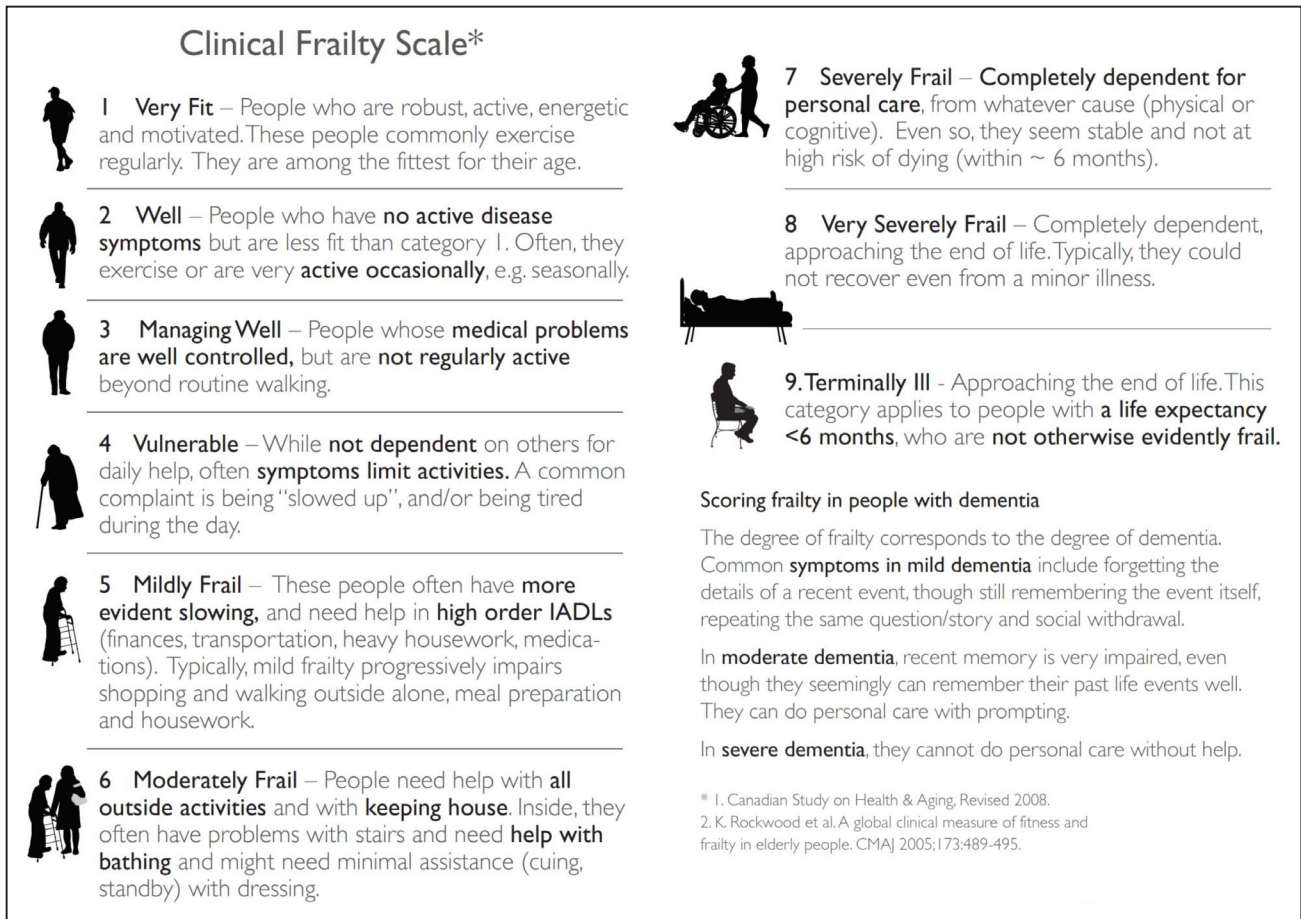 Clinical Frailty Scale*
1 Very Fit – People who are robust, active, energetic
and motivated. These people commonly exercise
regularly. They are among the fittest for their age.
2 Well – People who have no active disease
symptoms but are less fit than category 1. Often, they
exercise or are very active occasionally, e.g. seasonally.
3 Managing Well – People whose medical problems
are well controlled, but are not regularly active
beyond routine walking.
4 Vulnerable – While not dependent on others for
daily help, often symptoms limit activities. A common
complaint is being “slowed up”, and/or being tired
during the day.
5 Mildly Frail – These people often have more
evident slowing, and need help in high order IADLs
(finances, transportation, heavy housework, medica-
tions). Typically, mild frailty progressively impairs
shopping and walking outside alone, meal preparation
and housework.
6 Moderately Frail – People need help with all
outside activities and with keeping house. Inside, they
often have problems with stairs and need help with
bathing and might need minimal assistance (cuing,
standby) with dressing.
7 Severely Frail – Completely dependent for
personal care, from whatever cause (physical or
cognitive). Even so, they seem stable and not at
high risk of dying (within ~ 6 months).
8 Very Severely Frail – Completely dependent,
approaching the end of life. Typically, they could
not recover even from a minor illness.
9. Terminally Ill - Approaching the end of life. This
category applies to people with a life expectancy
<6 months, who are not otherwise evidently frail.
Scoring frailty in people with dementia
The degree of frailty corresponds to the degree of dementia.
Common symptoms in mild dementia include forgetting the
details of a recent event, though still remembering the event itself,
repeating the same question/story and social withdrawal.
In moderate dementia, recent memory is very impaired, even
though they seemingly can remember their past life events well.
They can do personal care with prompting.
In severe dementia, they cannot do personal care without help.
* 1. Canadian Study on Health & Aging, Revised 2008.
2. K. Rockwood et al. A global clinical measure of fitness and
frailty in elderly people. CMAJ 2005;173:489-495.